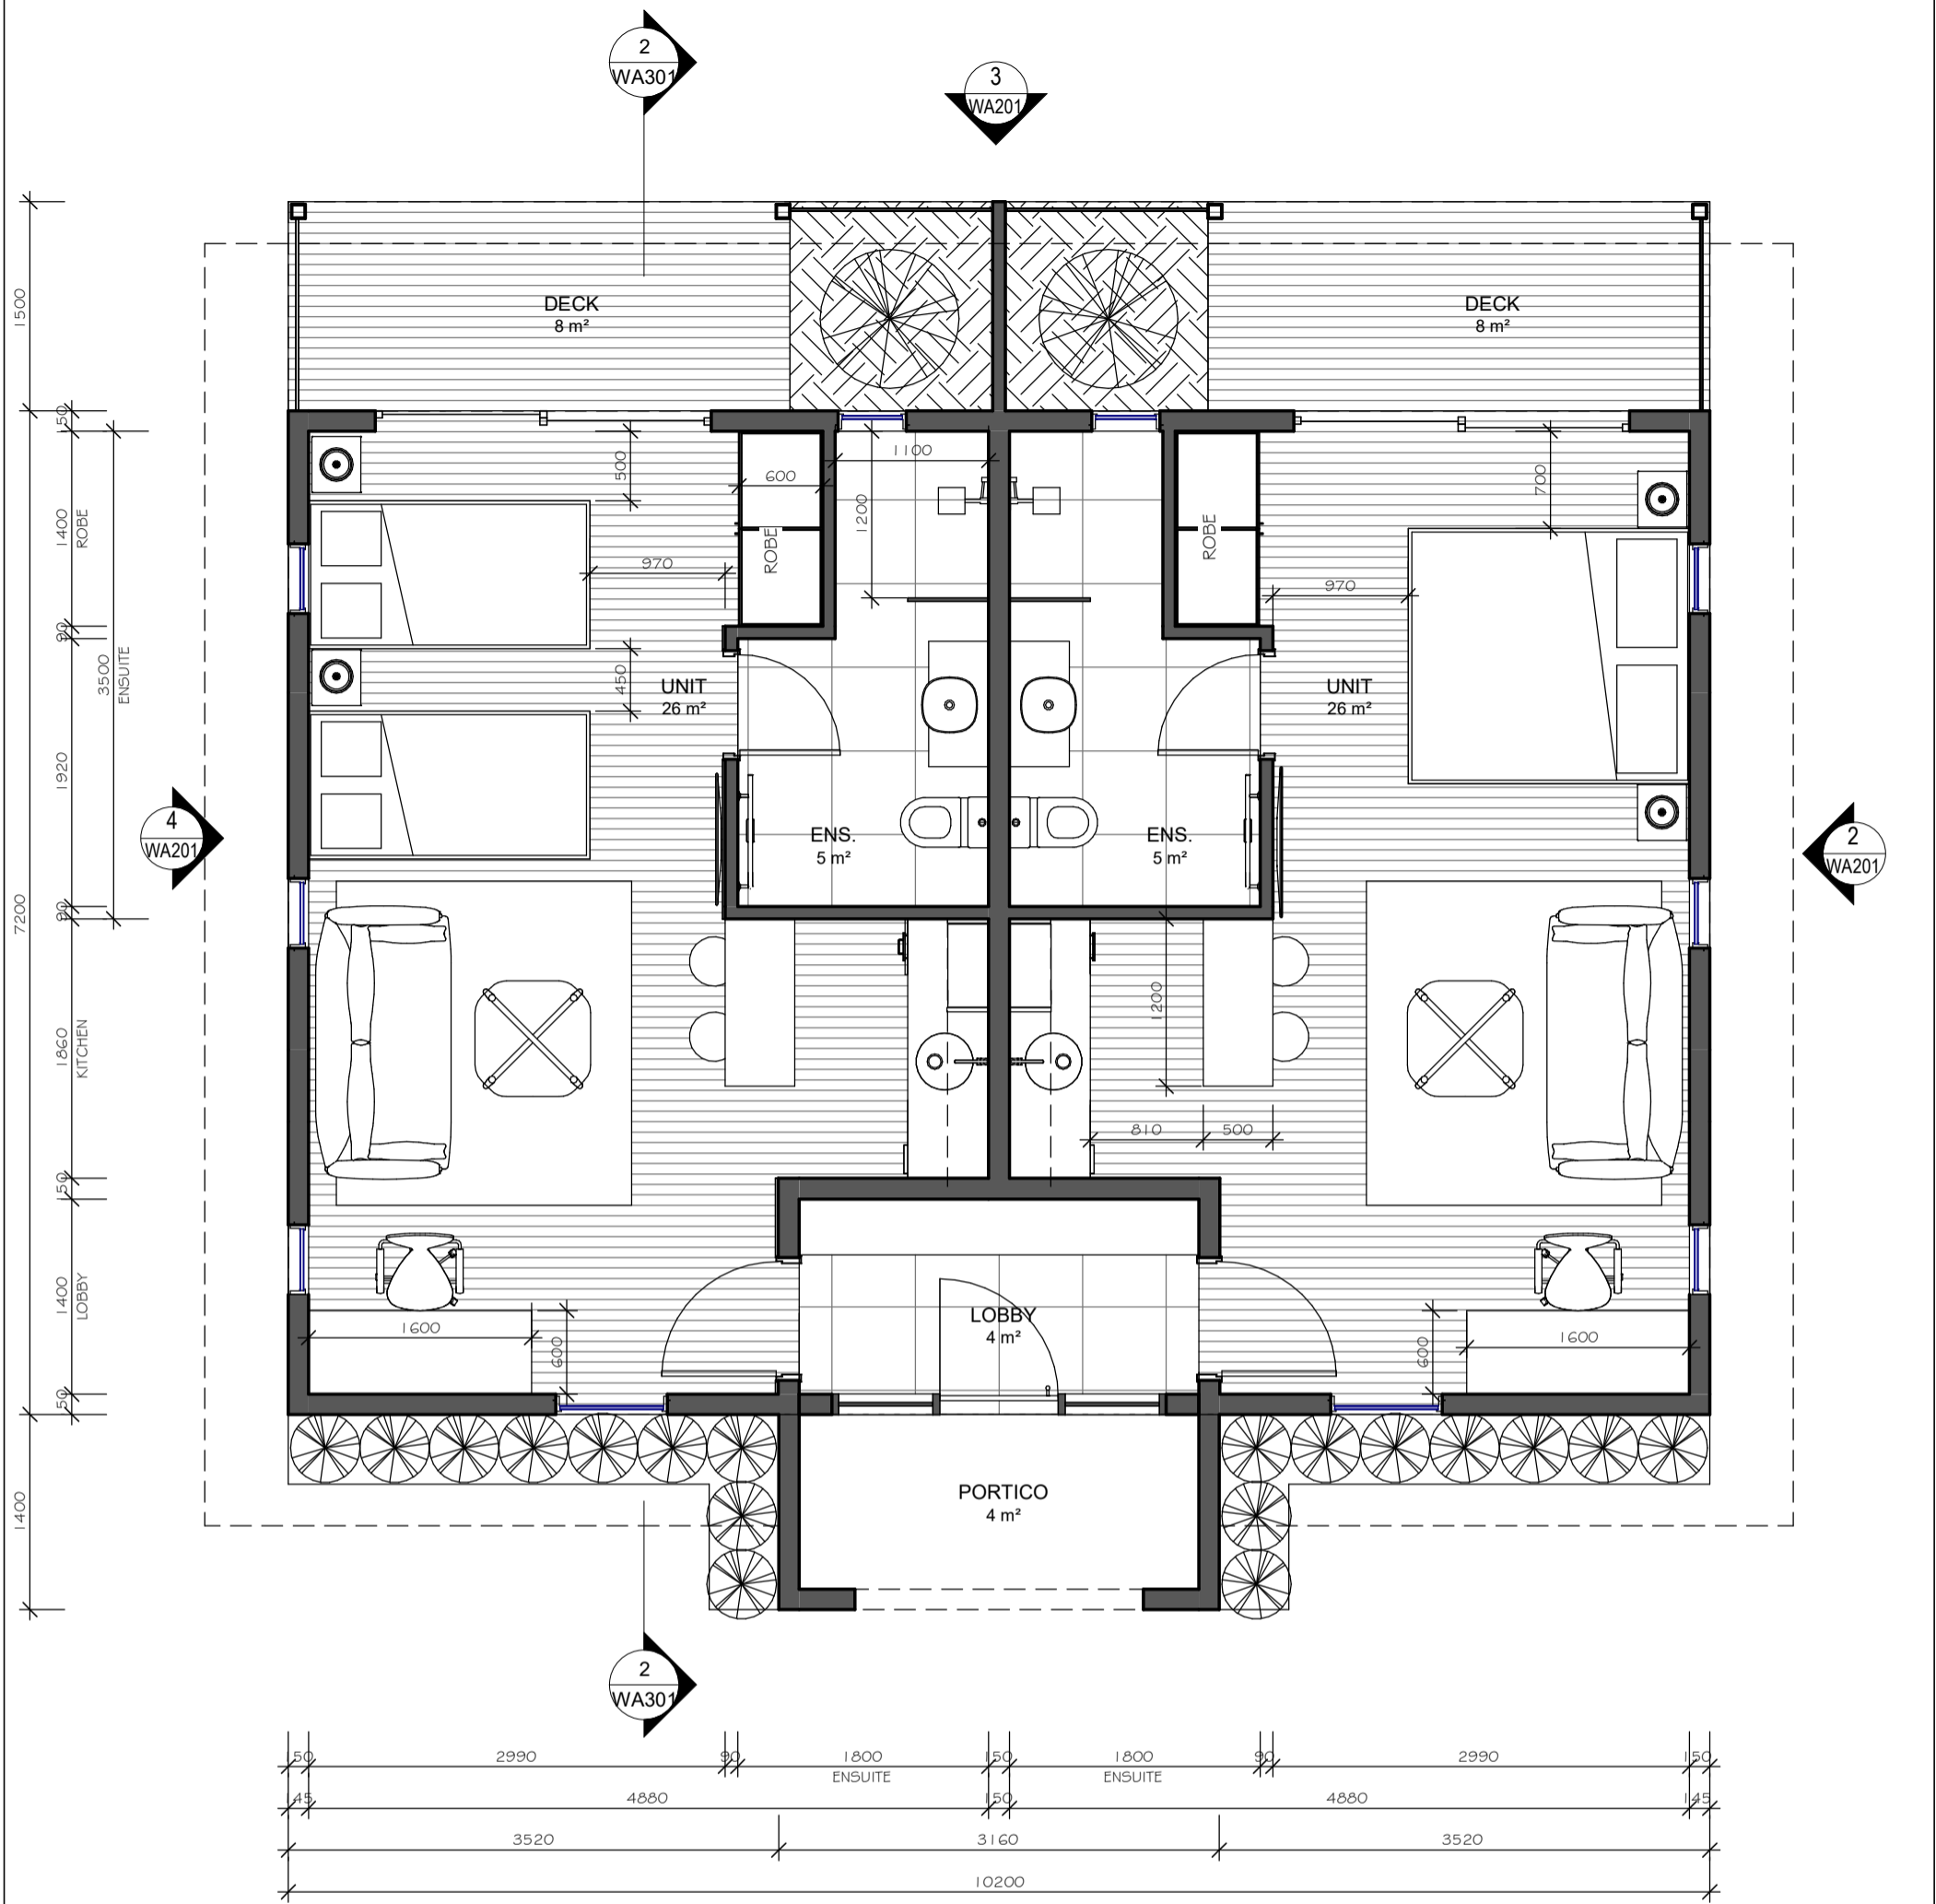 2
WA301
3
WA201
DECK
8 m²
DECK
8 m²
1500
150
1400
ROBE
90
3500
ENSUITE
1920
90
7200
1860
KITCHEN
150
1400
LOBBY
150
1400
500
600
1100
1200
700
ROBE
ROBE
970
970
450
UNIT
26 m²
UNIT
26 m²
4
WA201
2
WA201
ENS.
5 m²
ENS.
5 m²
1200
810
500
LOBBY
4 m²
1600
600
600
1600
PORTICO
4 m²
2
WA301
150
2990
90
1800
ENSUITE
150
1800
ENSUITE
90
2990
150
145
4880
150
4880
145
3520
3160
3520
10200